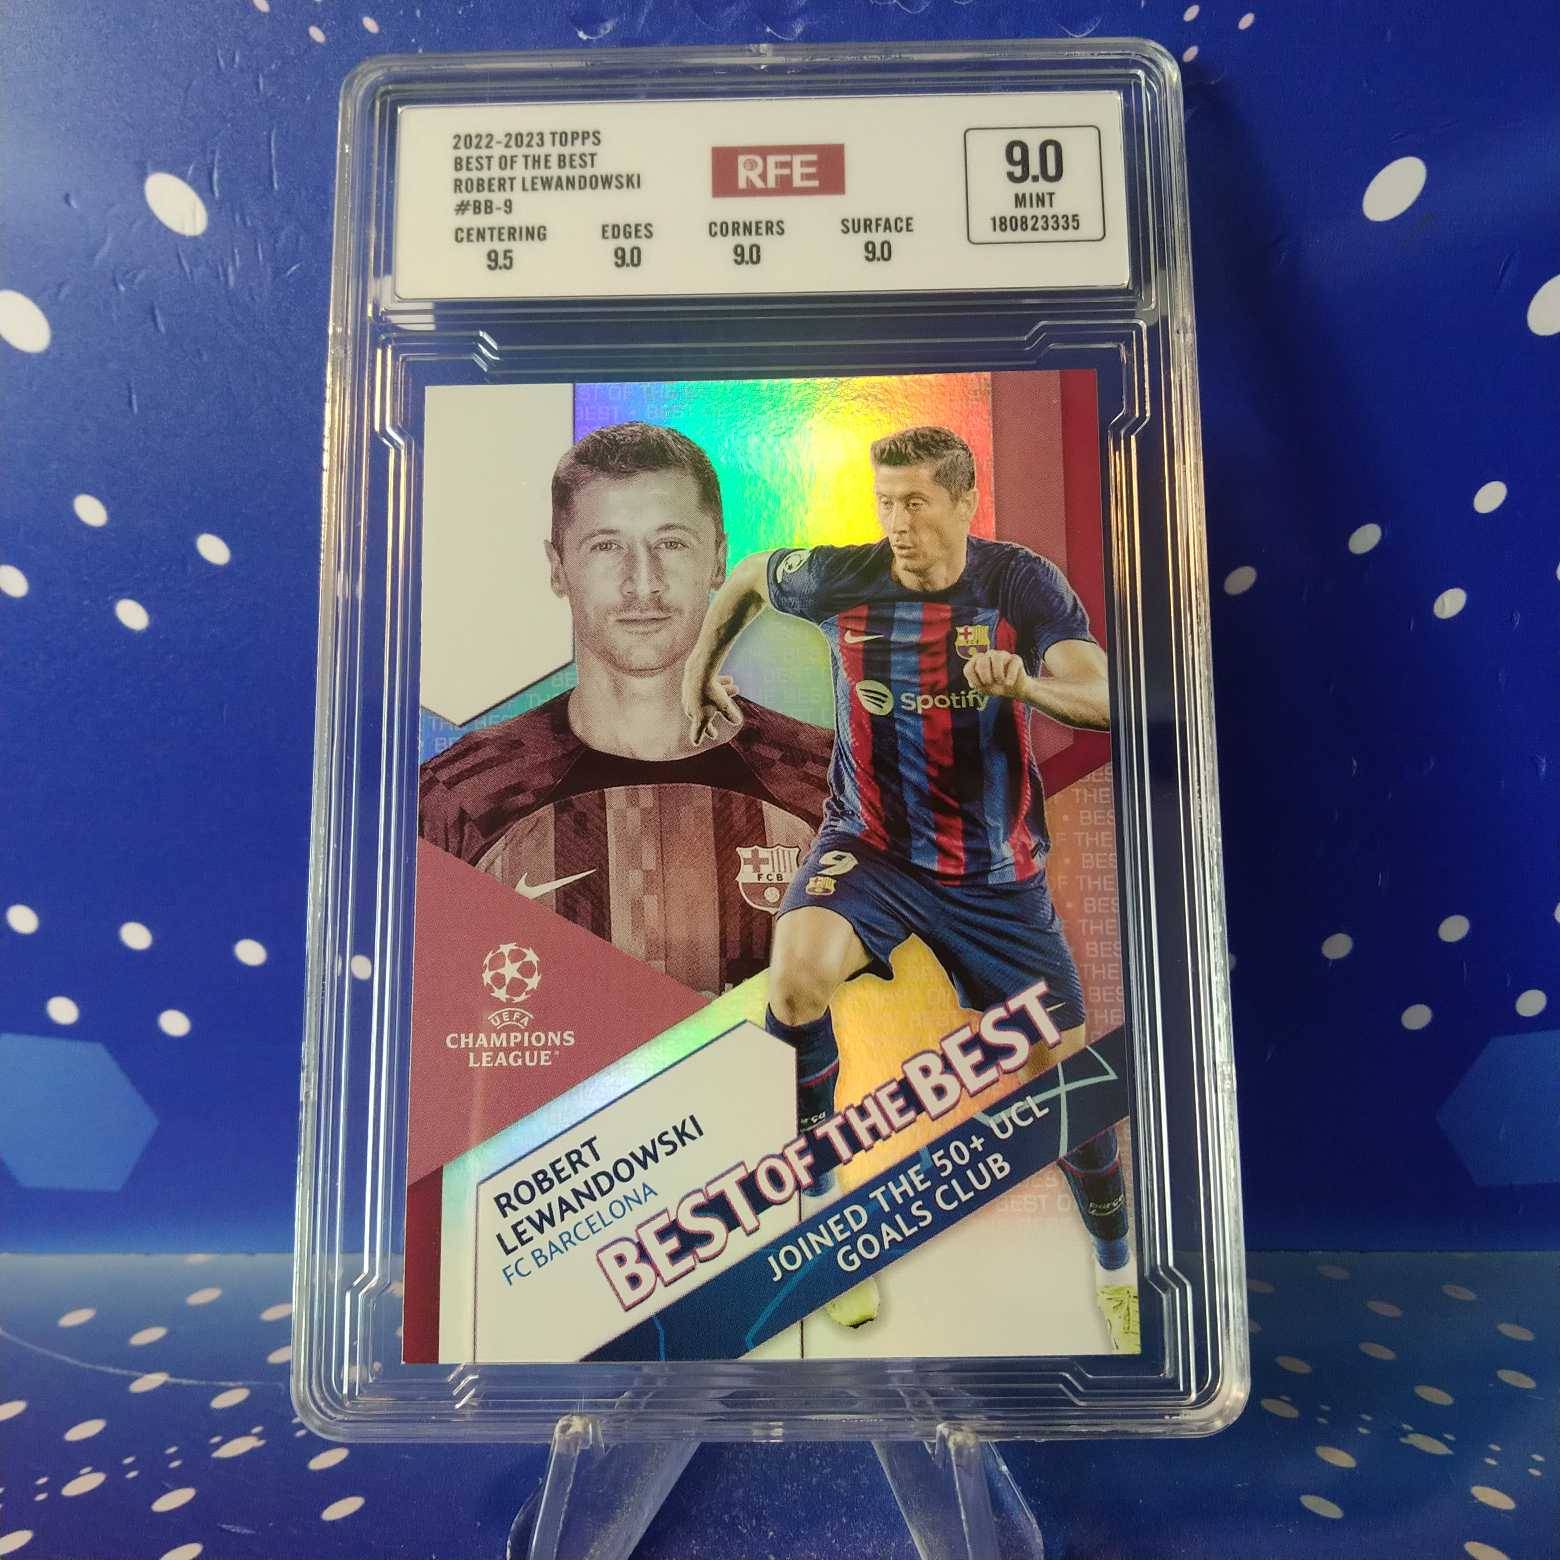 2022-2023 TOPPS
BEST OF THE BEST
ROBERT LEWANDOWSKI
#BB-9
RFE
CENTERING
9.5
EDGES
9.0
CORNERS
9.0
SURFACE
9.0
9.0
MINT
180823335
Spotify
FCB
9
UEFA
CHAMPIONS
LEAGUE
ROBERT
LEWANDOWSKI
FC BARCELONA
BEST OF THE BEST
JOINED THE 50+ UCL
GOALS CLUB